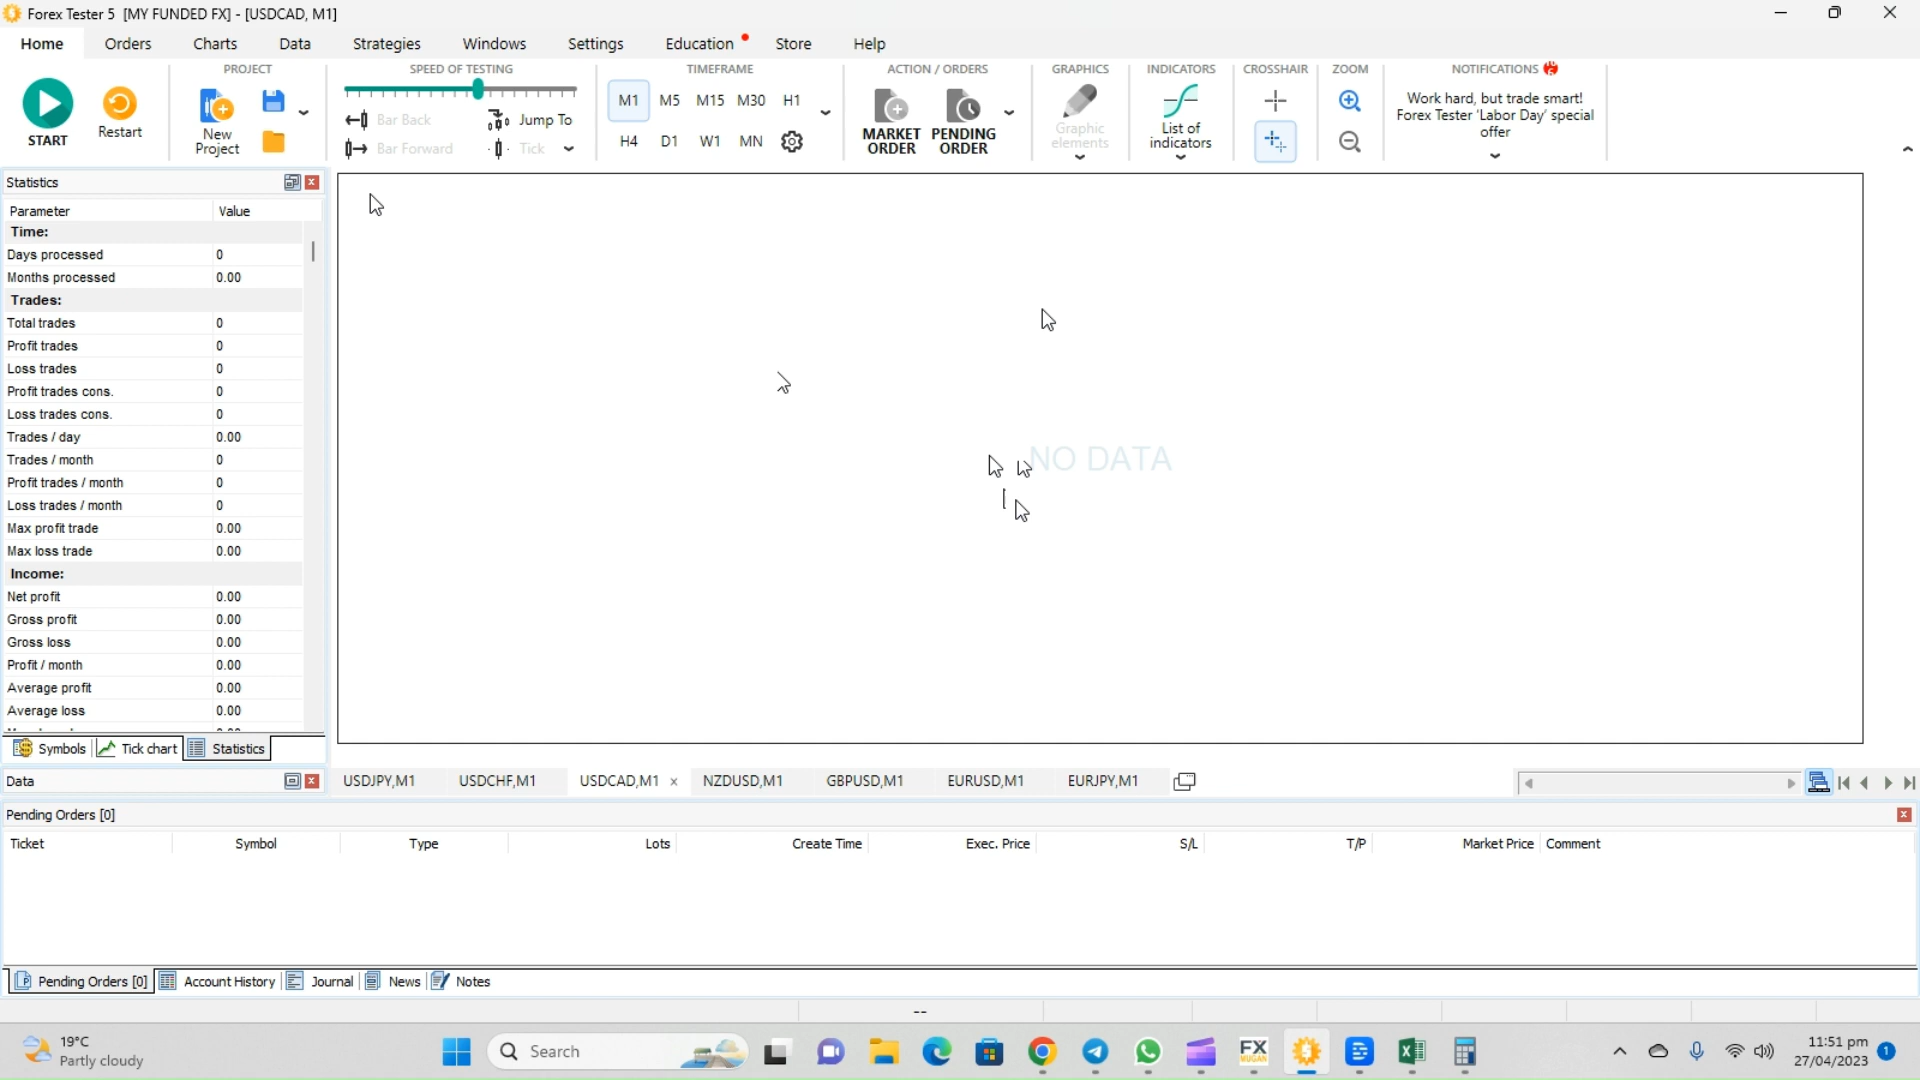 Forex Tester 5 [MY FUNDED FX] - [USDCAD, M1]
Home Orders Charts Data Strategies Windows Settings Education Store Help
PROJECT SPEED OF TESTING TIMEFRAME ACTION / ORDERS GRAPHICS INDICATORS CROSSHAIR ZOOM NOTIFICATIONS
START
Restart
New
Project
Bar Back
Jump To
Bar Forward
Tick
M1 M5 M15 M30 H1
H4 D1 W1 MN
MARKET
ORDER
PENDING
ORDER
Graphic
elements
List of
indicators
Work hard, but trade smart!
Forex Tester 'Labor Day' special
offer
Statistics
Parameter Value
Time:
Days processed 0
Months processed 0.00
Trades:
Total trades 0
Profit trades 0
Loss trades 0
Profit trades cons. 0
Loss trades cons. 0
Trades / day 0.00
Trades / month 0
Profit trades / month 0
Loss trades / month 0
Max profit trade 0.00
Max loss trade 0.00
Income:
Net profit 0.00
Gross profit 0.00
Gross loss 0.00
Profit / month 0.00
Average profit 0.00
Average loss 0.00
NO DATA
Symbols Tick chart Statistics
Data
USDJPY,M1 USDCHF,M1 USDCAD,M1 NZDUSD,M1 GBPUSD,M1 EURUSD,M1 EURJPY,M1
Pending Orders [0]
Ticket Symbol Type Lots Create Time Exec. Price S/L T/P Market Price Comment
Pending Orders [0] Account History Journal News Notes
--
19°C
Partly cloudy
Search
FX
MUGAN
11:51 pm
27/04/2023
1